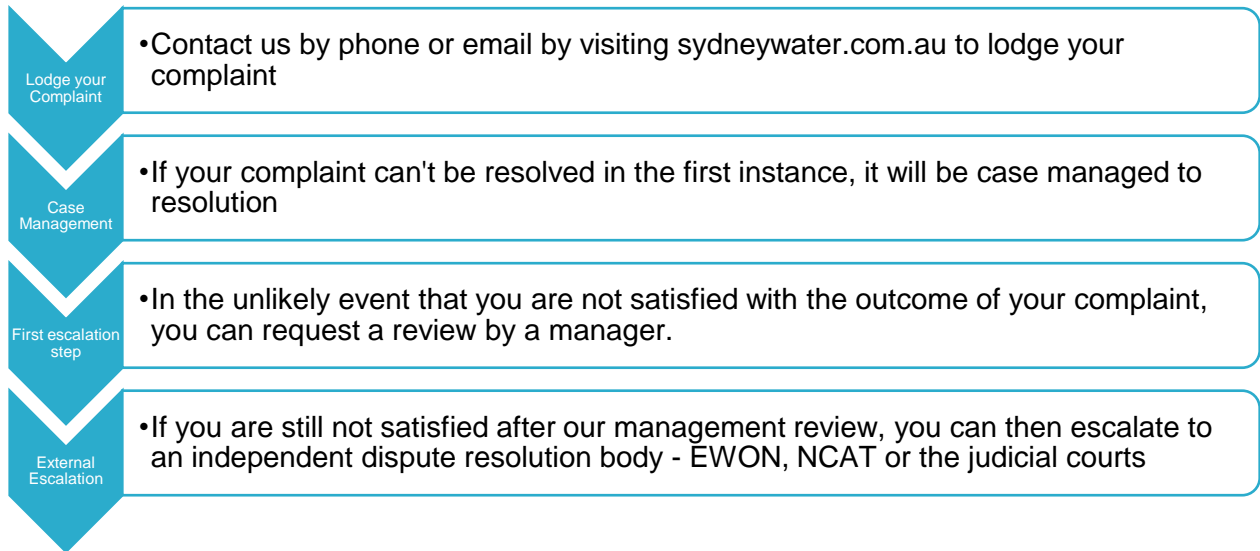 Lodge your
Complaint
•Contact us by phone or email by visiting sydneywater.com.au to lodge your
complaint
Case
Management
•If your complaint can't be resolved in the first instance, it will be case managed to
resolution
First escalation
step
•In the unlikely event that you are not satisfied with the outcome of your complaint,
you can request a review by a manager.
External
Escalation
•If you are still not satisfied after our management review, you can then escalate to
an independent dispute resolution body - EWON, NCAT or the judicial courts